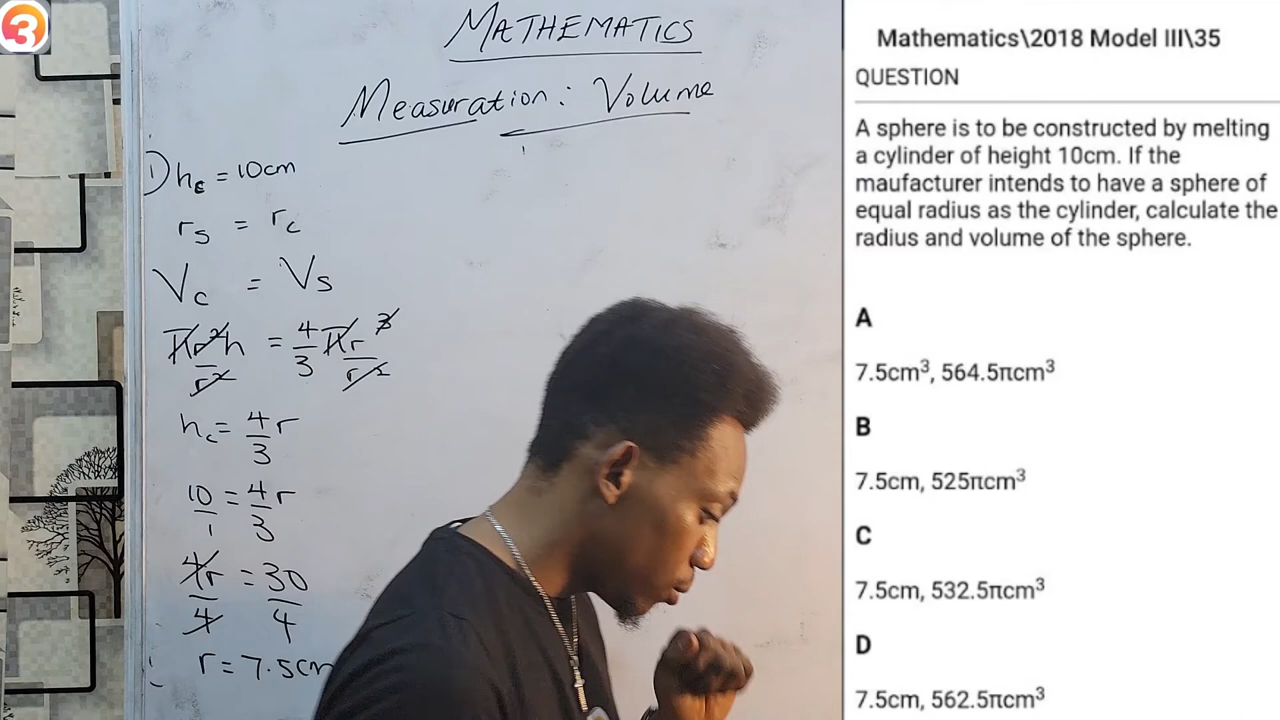 3
MATHEMATICS
Measuration: Volume
1) hc = 10cm
rs = rc
Vc = Vs
πr²h = 4/3 πr³
r² r²
hc = 4/3 r
10/1 = 4/3 r
4r/4 = 30/4
r = 7.5cm
Mathematics\2018 Model III\35
QUESTION
A sphere is to be constructed by melting
a cylinder of height 10cm. If the
maufacturer intends to have a sphere of
equal radius as the cylinder, calculate the
radius and volume of the sphere.
A
7.5cm³, 564.5πcm³
B
7.5cm, 525πcm³
C
7.5cm, 532.5πcm³
D
7.5cm, 562.5πcm³